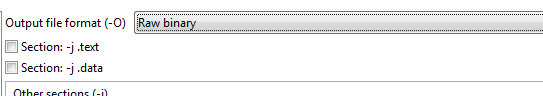 Output file format (-O) Raw binary
Section: -j .text
Section: -j .data
Other sections (-j)